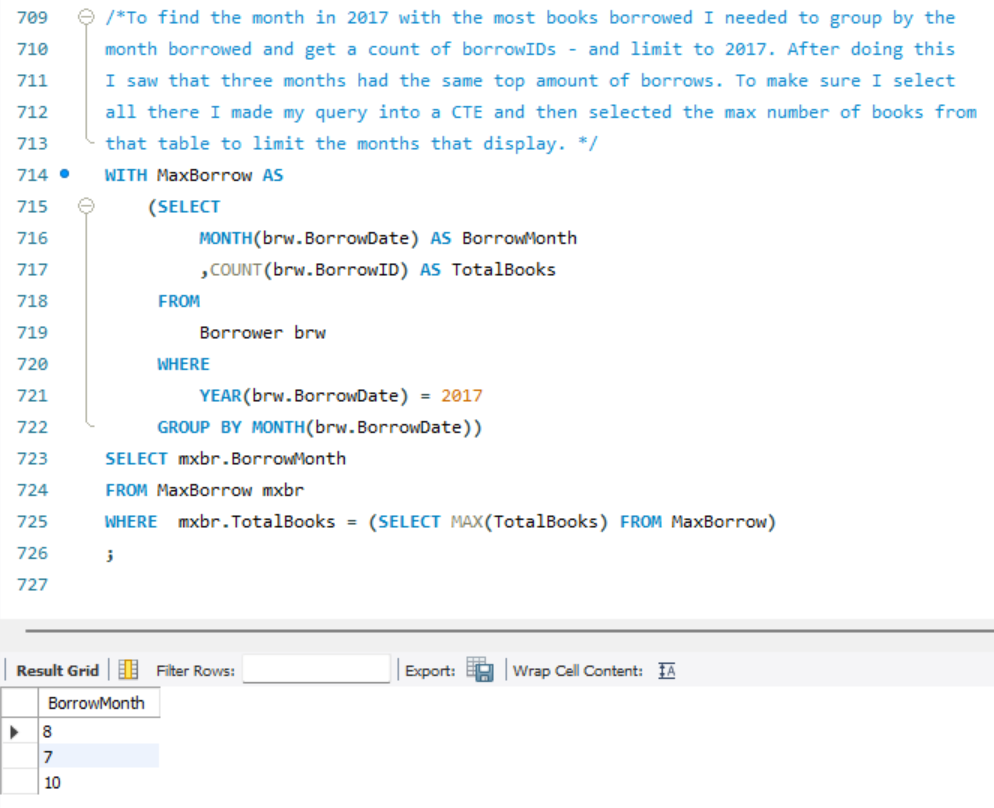 709 /*To find the month in 2017 with the most books borrowed I needed to group by the
710 month borrowed and get a count of borrowIDs - and limit to 2017. After doing this
711 I saw that three months had the same top amount of borrows. To make sure I select
712 all there I made my query into a CTE and then selected the max number of books from
713 that table to limit the months that display. */
714 WITH MaxBorrow AS
715 (SELECT
716 MONTH(brw.BorrowDate) AS BorrowMonth
717 ,COUNT(brw.BorrowID) AS TotalBooks
718 FROM
719 Borrower brw
720 WHERE
721 YEAR(brw.BorrowDate) = 2017
722 GROUP BY MONTH(brw.BorrowDate))
723 SELECT mxbr.BorrowMonth
724 FROM MaxBorrow mxbr
725 WHERE  mxbr.TotalBooks = (SELECT MAX(TotalBooks) FROM MaxBorrow)
726 ;
727
Result Grid Filter Rows: Export: Wrap Cell Content: IA
BorrowMonth
8
7
10